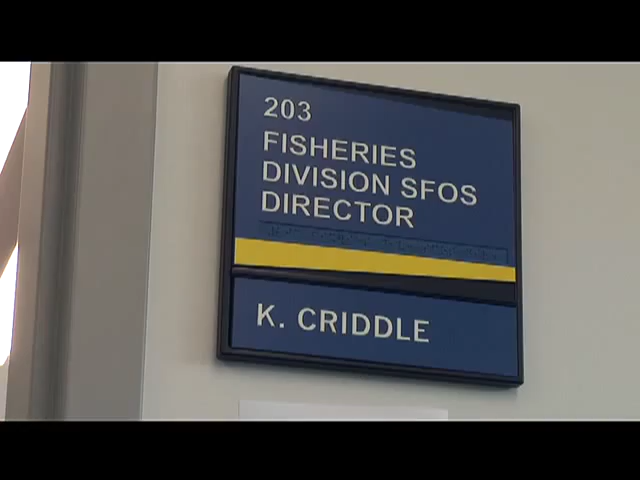 203
FISHERIES
DIVISION SFOS
DIRECTOR
K. CRIDDLE